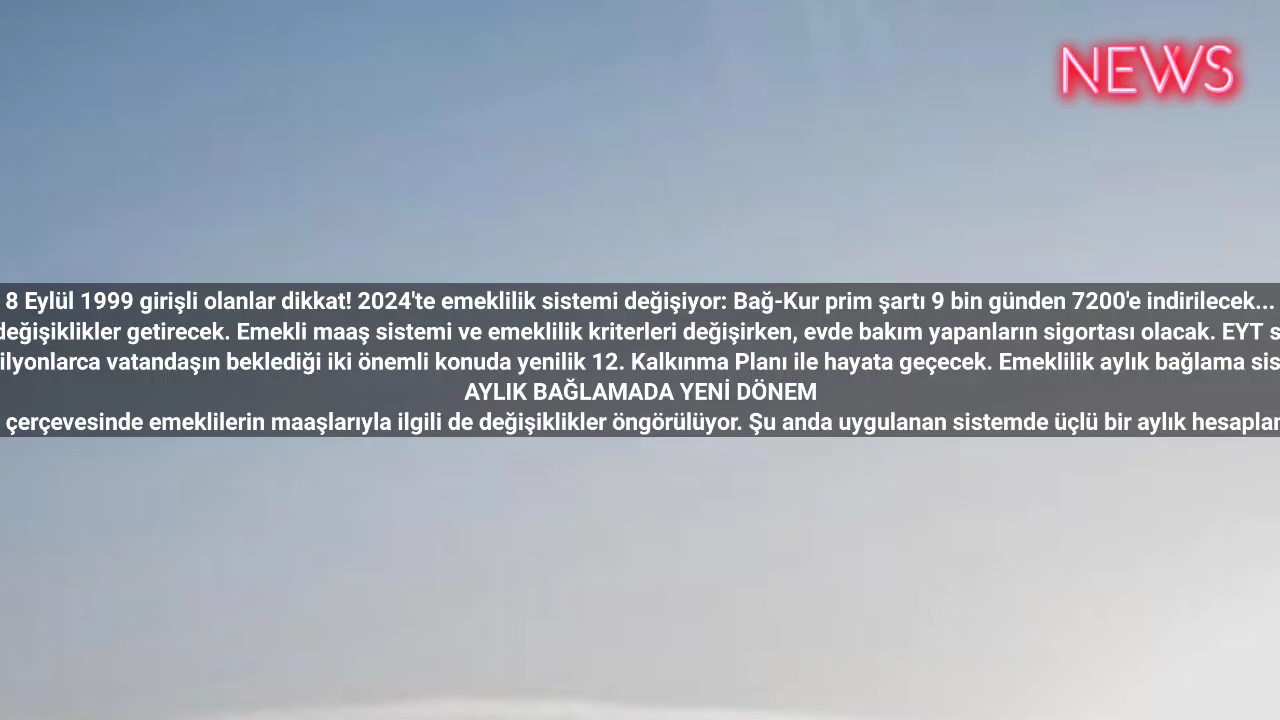 NEWS
8 Eylül 1999 girişli olanlar dikkat! 2024'te emeklilik sistemi değişiyor: Bağ-Kur prim şartı 9 bin günden 7200'e indirilecek...
değişiklikler getirecek. Emekli maaş sistemi ve emeklilik kriterleri değişirken, evde bakım yapanların sigortası olacak. EYT s
ilyonlarca vatandaşın beklediği iki önemli konuda yenilik 12. Kalkınma Planı ile hayata geçecek. Emeklilik aylık bağlama sis
AYLIK BAĞLAMADA YENİ DÖNEM
çerçevesinde emeklilerin maaşlarıyla ilgili de değişiklikler öngörülüyor. Şu anda uygulanan sistemde üçlü bir aylık hesaplan